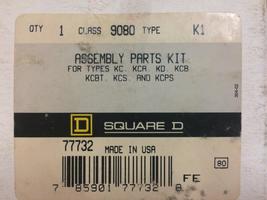 QTY 1 CLASS 9080 TYPE K1
ASSEMBLY PARTS KIT
FOR TYPES KC, KCA, KD, KCB
KCBT, KCS, AND KCPS
D SQUARE D
77732 MADE IN USA
80
7 85901 77732 8 FE